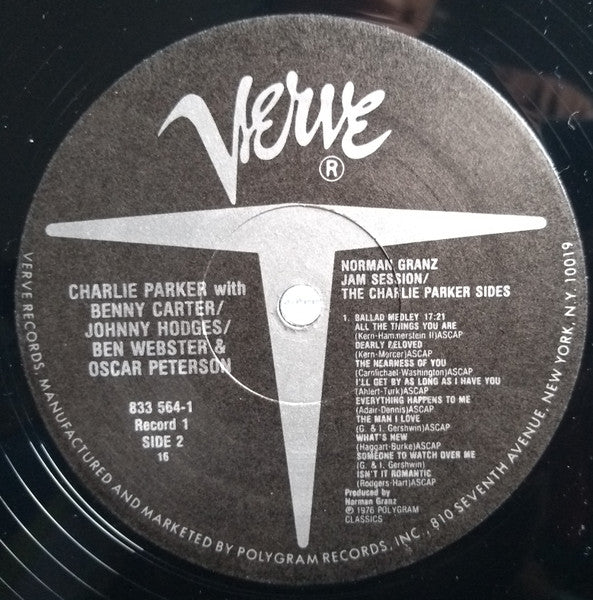 Verve
®
CHARLIE PARKER with
BENNY CARTER/
JOHNNY HODGES/
BEN WEBSTER &
OSCAR PETERSON
833 564-1
Record 1
SIDE 2
16
NORMAN GRANZ
JAM SESSION/
THE CHARLIE PARKER SIDES
1. BALLAD MEDLEY 17:21
ALL THE THINGS YOU ARE
(Kern-Hammerstein II)ASCAP
DEARLY BELOVED
(Kern-Mercer)ASCAP
THE NEARNESS OF YOU
(Carmichael-Washington)ASCAP
I'LL GET BY AS LONG AS I HAVE YOU
(Ahlert-Turk)ASCAP
EVERYTHING HAPPENS TO ME
(Adair-Dennis)ASCAP
THE MAN I LOVE
(G. & I. Gershwin)ASCAP
WHAT'S NEW
(Haggart-Burke)ASCAP
SOMEONE TO WATCH OVER ME
(G. & I. Gershwin)
ISN'T IT ROMANTIC
(Rodgers-Hart)ASCAP
Produced by
Norman Granz
℗ 1976 POLYGRAM
CLASSICS
VERVE RECORDS, MANUFACTURED AND MARKETED BY POLYGRAM RECORDS, INC., 810 SEVENTH AVENUE, NEW YORK, N.Y. 10019